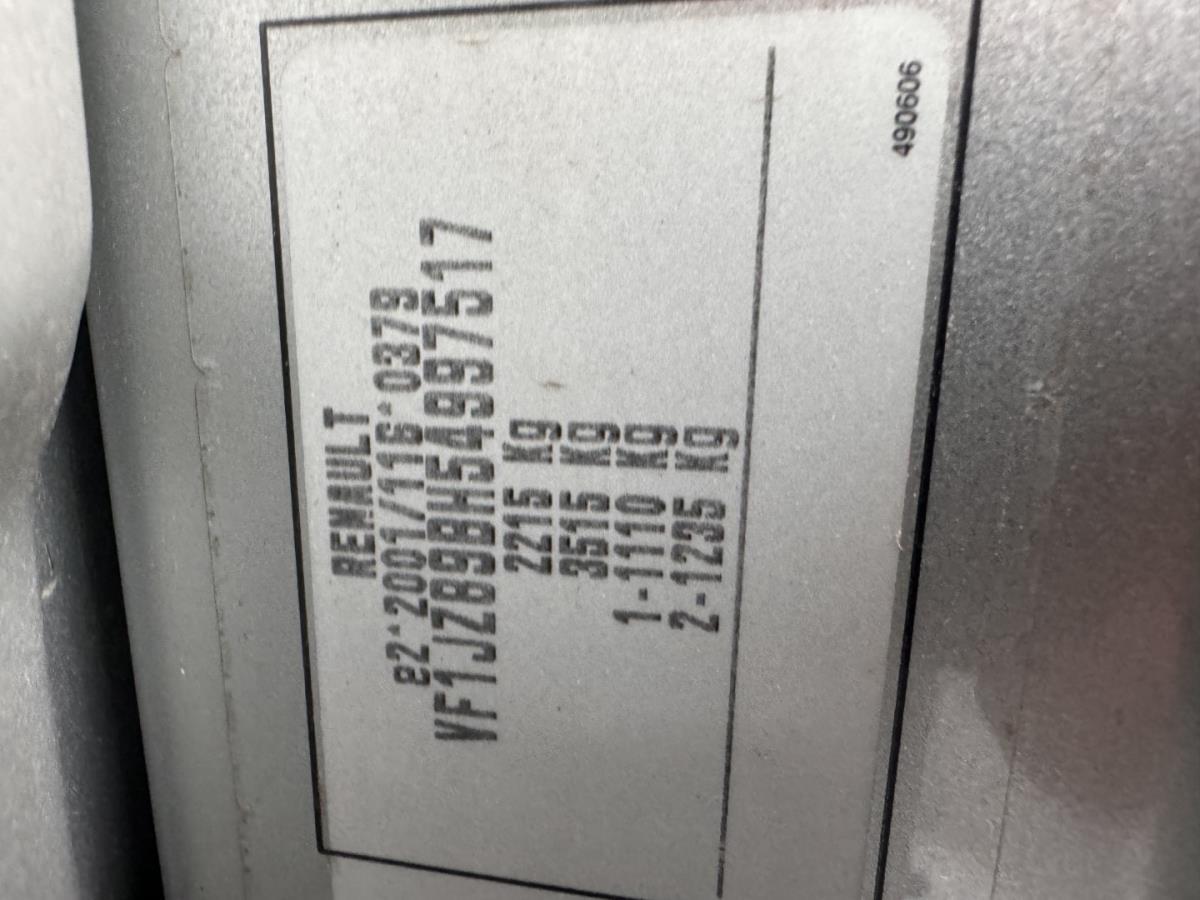 RENAULT
e2*2001/116*0379
VF1JZ89BH54997517
2215 Kg
3515 Kg
1-1110 Kg
2-1235 Kg
490606